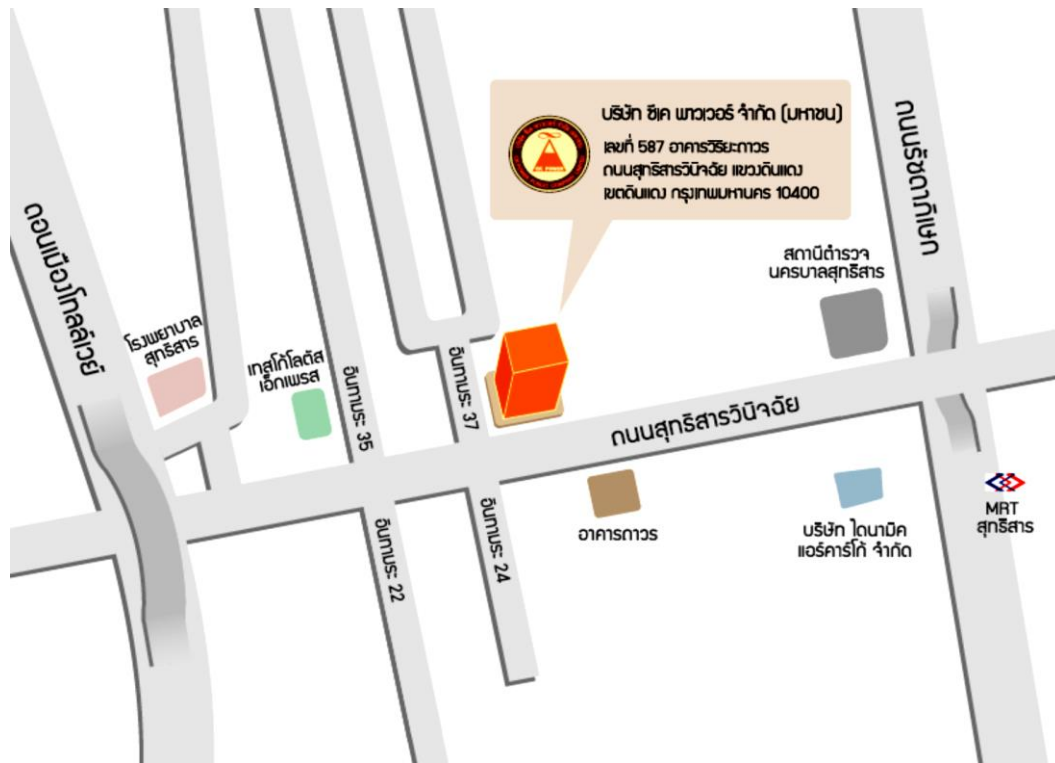 บริษัท ซีเค พาวเวอร์ จำกัด (มหาชน)
เลขที่ 587 อาคารวิริยะถาวร
ถนนสุทธิสารวินิจฉัย แขวงดินแดง
เขตดินแดง กรุงเทพมหานคร 10400
ถนนรัชดาภิเษก
ดอนเมืองโทลล์เวย์
สถานีตำรวจ
นครบาลสุทธิสาร
โรงพยาบาล
สุทธิสาร
เทสโก้โลตัส
เอ็กเพรส
อินทามระ 35
อินทามระ 37
ถนนสุทธิสารวินิจฉัย
อินทามระ 22
อินทามระ 24
อาคารถาวร
บริษัท ไดนามิค
แอร์คาร์โก้ จำกัด
MRT
สุทธิสาร